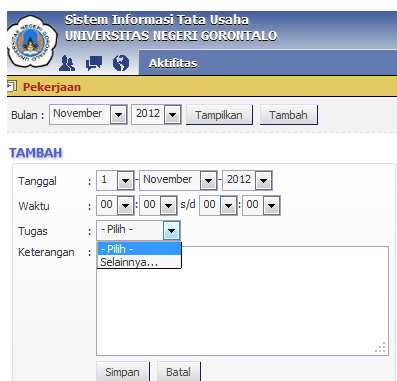 Sistem Informasi Tata Usaha
UNIVERSITAS NEGERI GORONTALO
Aktifitas
Pekerjaan
Bulan : November 2012 Tampilkan Tambah
TAMBAH
Tanggal : 1 - November - 2012
Waktu : 00 : 00 s/d 00 : 00
Tugas : - Pilih -
- Pilih -
Selainnya...
Keterangan :
Simpan Batal